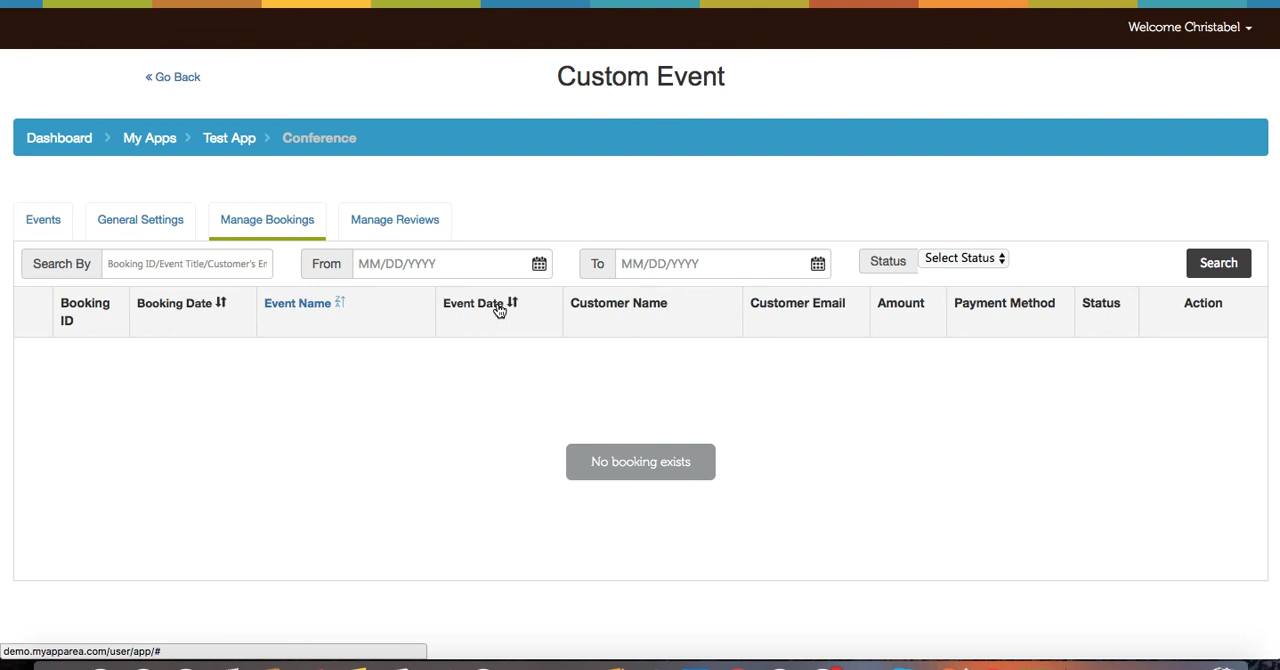 Welcome Christabel
« Go Back
Custom Event
Dashboard > My Apps > Test App > Conference
Events General Settings Manage Bookings Manage Reviews
Search By Booking ID/Event Title/Customer's Em From MM/DD/YYYY To MM/DD/YYYY Status Select Status Search
Booking ID Booking Date Event Name Event Date Customer Name Customer Email Amount Payment Method Status Action
No booking exists
demo.myapparea.com/user/app/#